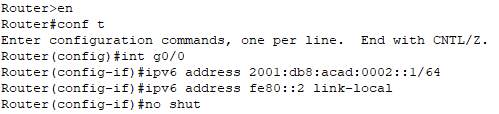 Router>en
Router#conf t
Enter configuration commands, one per line.  End with CNTL/Z.
Router(config)#int g0/0
Router(config-if)#ipv6 address 2001:db8:acad:0002::1/64
Router(config-if)#ipv6 address fe80::2 link-local
Router(config-if)#no shut